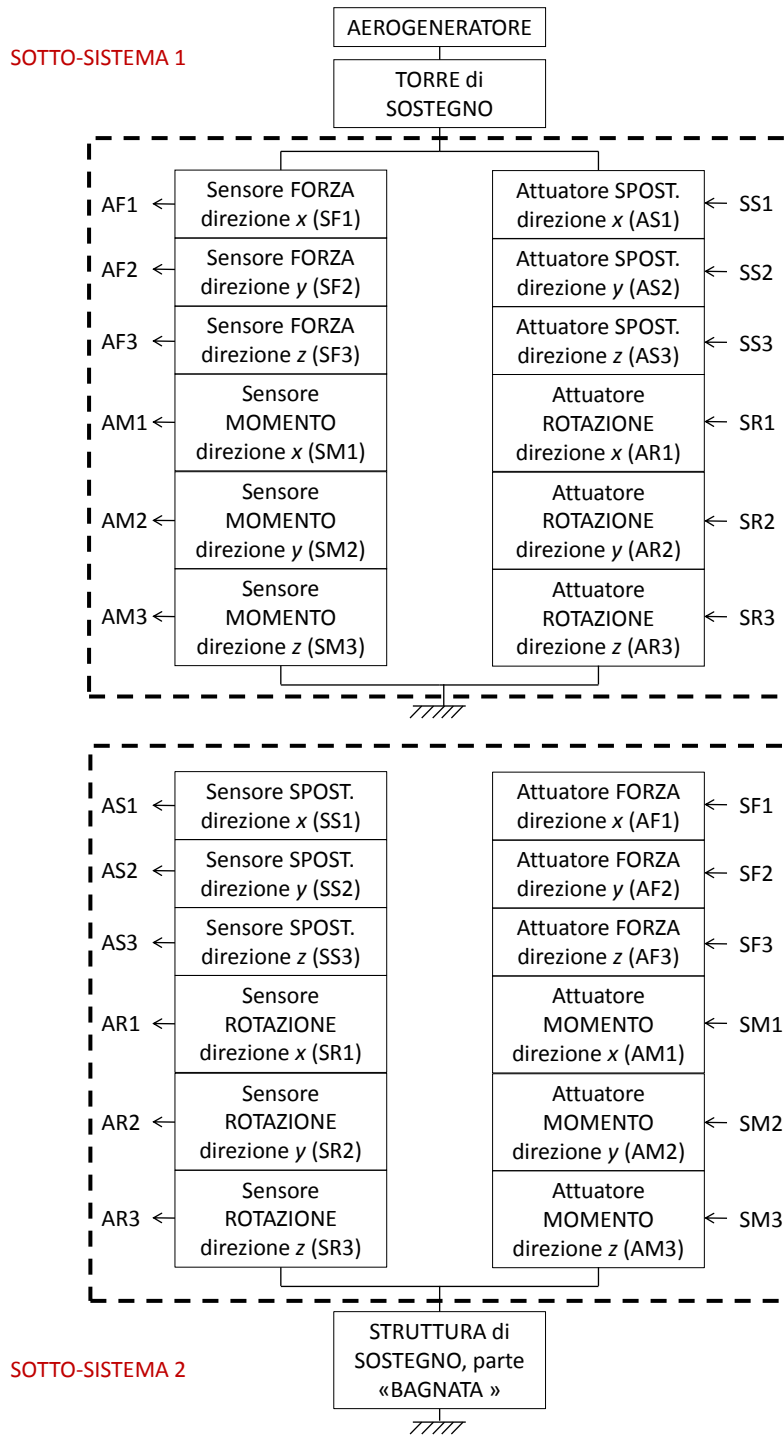 AEROGENERATORE
SOTTO-SISTEMA 1
TORRE di
SOSTEGNO
AF1
Sensore FORZA
direzione x (SF1)
Attuatore SPOST.
direzione x (AS1)
SS1
AF2
Sensore FORZA
direzione y (SF2)
Attuatore SPOST.
direzione y (AS2)
SS2
AF3
Sensore FORZA
direzione z (SF3)
Attuatore SPOST.
direzione z (AS3)
SS3
AM1
Sensore
MOMENTO
direzione x (SM1)
Attuatore
ROTAZIONE
direzione x (AR1)
SR1
AM2
Sensore
MOMENTO
direzione y (SM2)
Attuatore
ROTAZIONE
direzione y (AR2)
SR2
AM3
Sensore
MOMENTO
direzione z (SM3)
Attuatore
ROTAZIONE
direzione z (AR3)
SR3
AS1
Sensore SPOST.
direzione x (SS1)
Attuatore FORZA
direzione x (AF1)
SF1
AS2
Sensore SPOST.
direzione y (SS2)
Attuatore FORZA
direzione y (AF2)
SF2
AS3
Sensore SPOST.
direzione z (SS3)
Attuatore FORZA
direzione z (AF3)
SF3
AR1
Sensore
ROTAZIONE
direzione x (SR1)
Attuatore
MOMENTO
direzione x (AM1)
SM1
AR2
Sensore
ROTAZIONE
direzione y (SR2)
Attuatore
MOMENTO
direzione y (AM2)
SM2
AR3
Sensore
ROTAZIONE
direzione z (SR3)
Attuatore
MOMENTO
direzione z (AM3)
SM3
STRUTTURA di
SOSTEGNO, parte
«BAGNATA »
SOTTO-SISTEMA 2